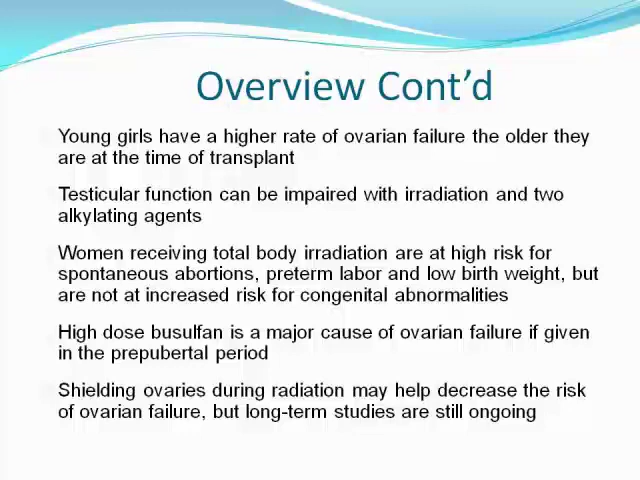 Overview Cont'd
Young girls have a higher rate of ovarian failure the older they
are at the time of transplant
Testicular function can be impaired with irradiation and two
alkylating agents
Women receiving total body irradiation are at high risk for
spontaneous abortions, preterm labor and low birth weight, but
are not at increased risk for congenital abnormalities
High dose busulfan is a major cause of ovarian failure if given
in the prepubertal period
Shielding ovaries during radiation may help decrease the risk
of ovarian failure, but long-term studies are still ongoing